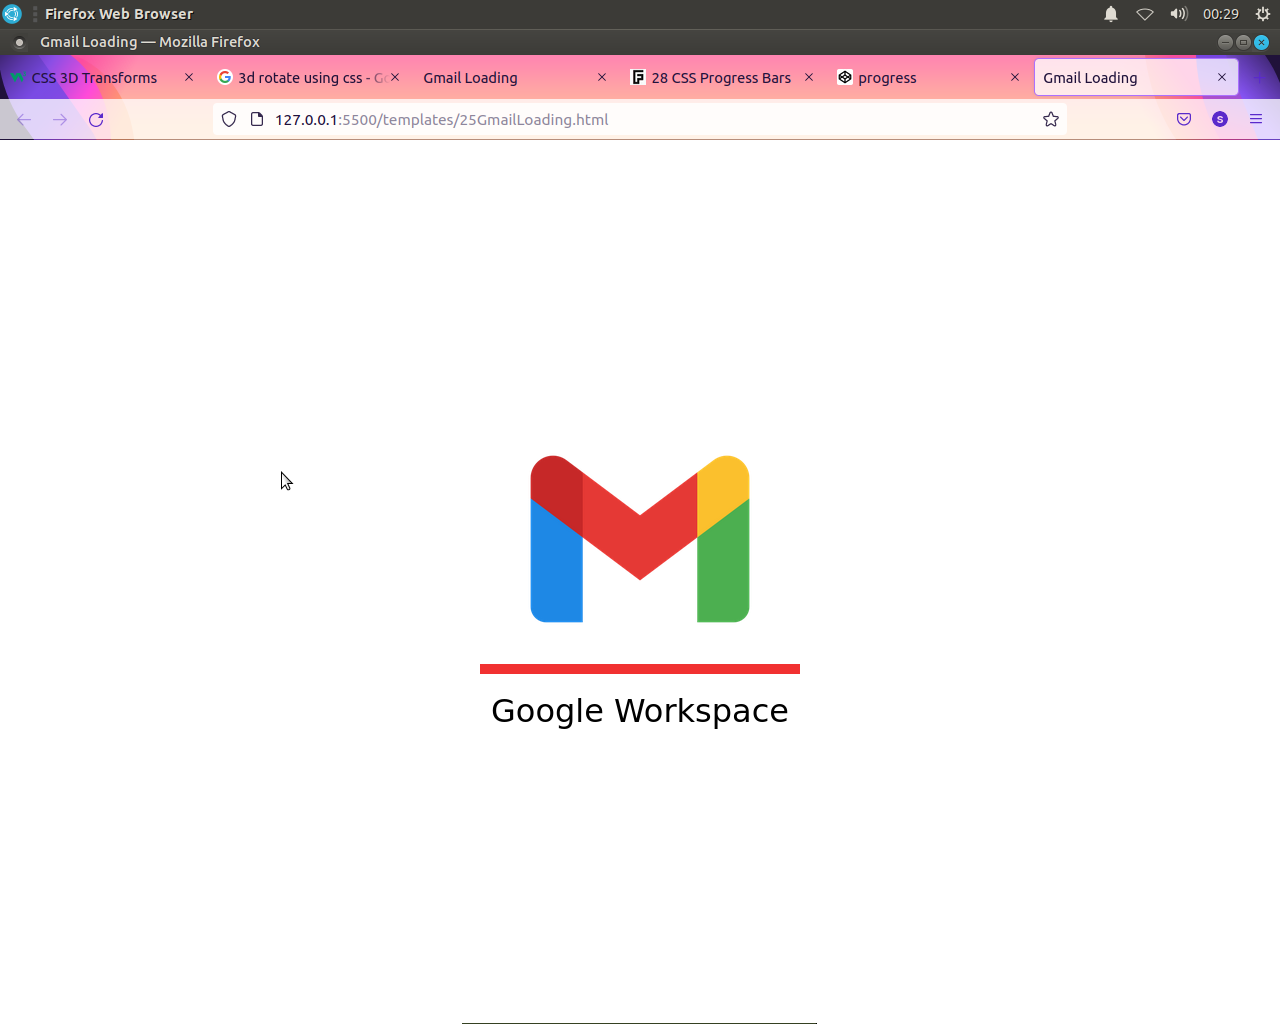 Firefox Web Browser
00:29
Gmail Loading — Mozilla Firefox
CSS 3D Transforms
3d rotate using css - G
Gmail Loading
28 CSS Progress Bars
progress
Gmail Loading
127.0.0.1:5500/templates/25GmailLoading.html
S
Google Workspace